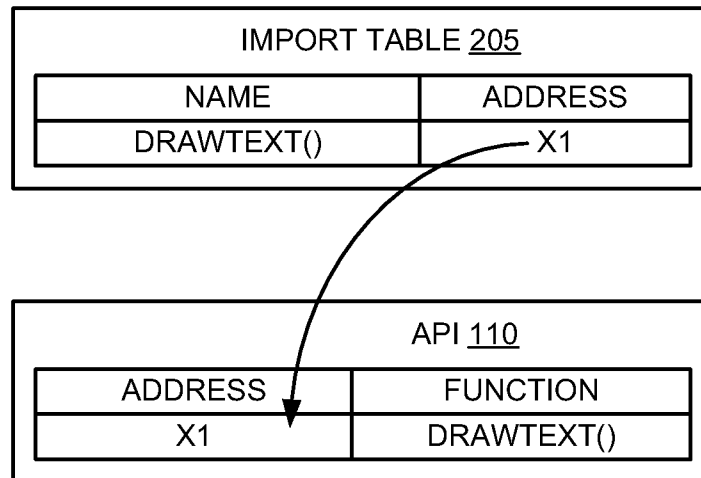 IMPORT TABLE 205
NAME ADDRESS
DRAWTEXT() X1
API 110
ADDRESS FUNCTION
X1 DRAWTEXT()